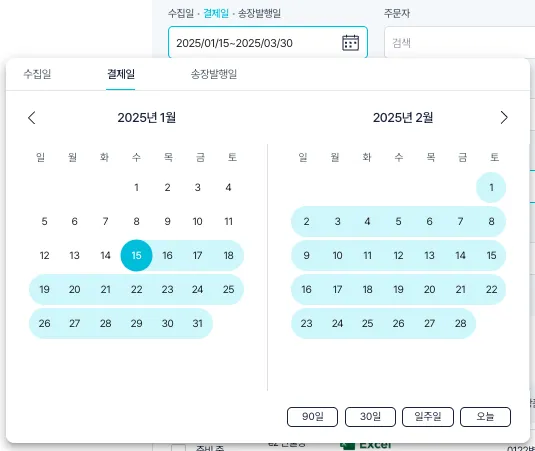 수집일 · 결제일 · 송장발행일 주문자
2025/01/15~2025/03/30 검색
수집일 결제일 송장발행일
2025년 1월 2025년 2월
일 월 화 수 목 금 토 일 월 화 수 목 금 토
1 2 3 4 1
5 6 7 8 9 10 11 2 3 4 5 6 7 8
12 13 14 15 16 17 18 9 10 11 12 13 14 15
19 20 21 22 23 24 25 16 17 18 19 20 21 22
26 27 28 29 30 31 23 24 25 26 27 28
90일 30일 일주일 오늘
Excel